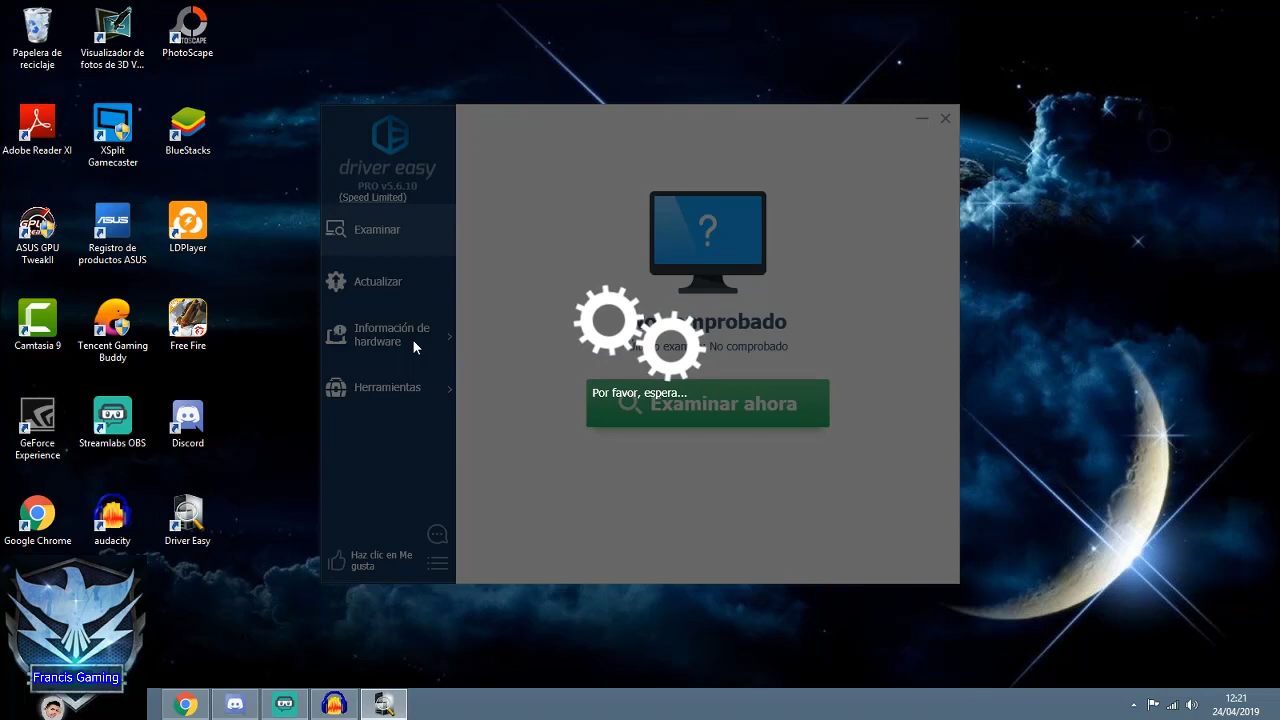 Papelera de
reciclaje
Visualizador de
fotos de 3D V...
PHOTOSCAPE
PhotoScape
Adobe Reader XI
XSplit
Gamecaster
BlueStacks
ASUS GPU
TweakII
Registro de
productos ASUS
LDPlayer
Camtasia 9
Tencent Gaming
Buddy
Free Fire
GeForce
Experience
Streamlabs OBS
Discord
Google Chrome
audacity
Driver Easy
Francis Gaming
driver easy
PRO v5.6.10
(Speed Limited)
Examinar
Actualizar
Información de
hardware
Herramientas
Haz clic en Me
gusta
?
comprobado
No comprobado
Por favor, espera...
Examinar ahora
12:21
24/04/2019